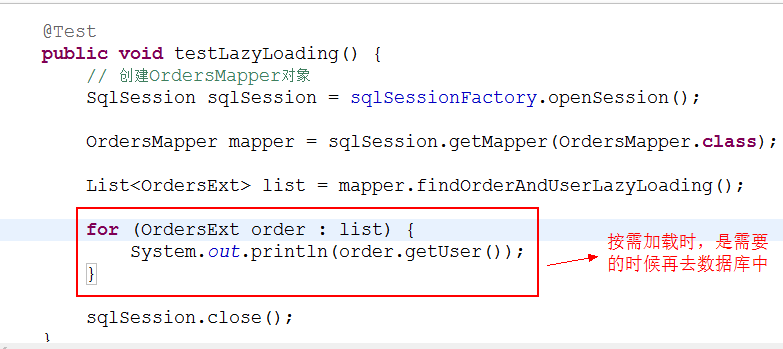 @Test
public void testLazyLoading() {
// 创建OrdersMapper对象
SqlSession sqlSession = sqlSessionFactory.openSession();
OrdersMapper mapper = sqlSession.getMapper(OrdersMapper.class);
List<OrdersExt> list = mapper.findOrderAndUserLazyLoading();
for (OrdersExt order : list) {
System.out.println(order.getUser());
}
按需加载时，是需要
的时候再去数据库中
sqlSession.close();
}